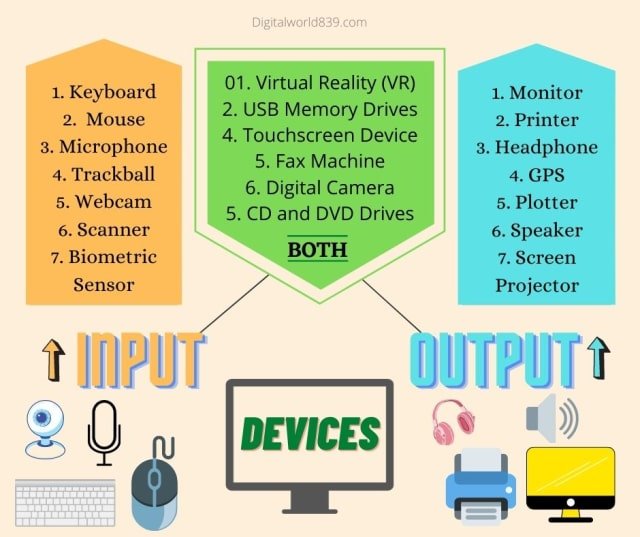 Digitalworld839.com
1. Keyboard
2. Mouse
3. Microphone
4. Trackball
5. Webcam
6. Scanner
7. Biometric
Sensor
01. Virtual Reality (VR)
2. USB Memory Drives
4. Touchscreen Device
5. Fax Machine
6. Digital Camera
5. CD and DVD Drives
BOTH
1. Monitor
2. Printer
3. Headphone
4. GPS
5. Plotter
6. Speaker
7. Screen
Projector
INPUT
OUTPUT
DEVICES